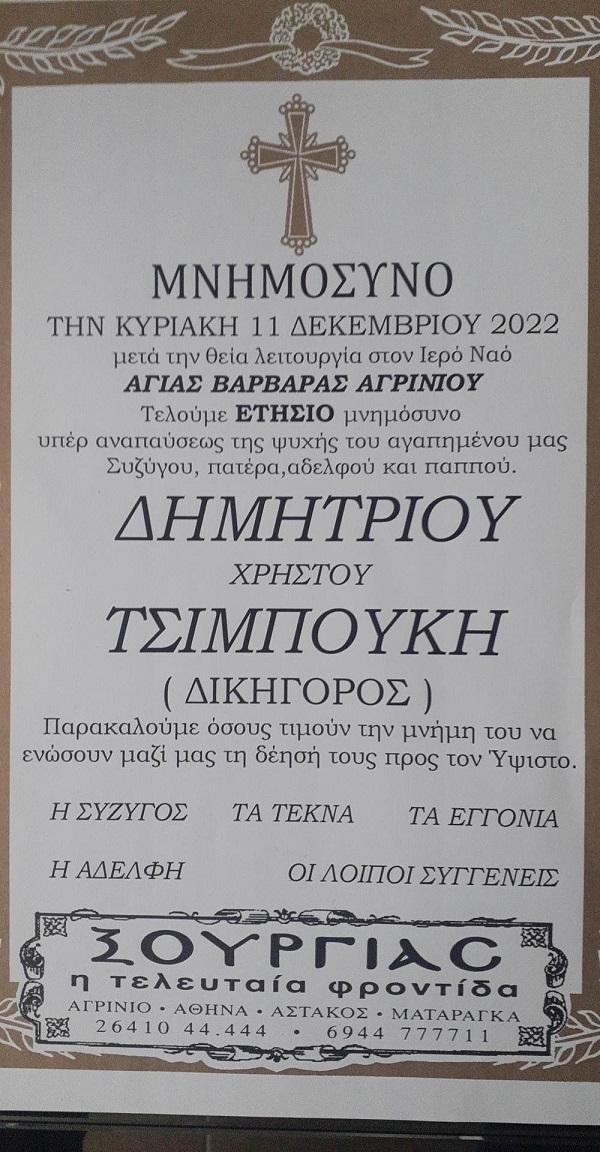 ΜΝΗΜΟΣΥΝΟ
ΤΗΝ ΚΥΡΙΑΚΗ 11 ΔΕΚΕΜΒΡΙΟΥ 2022
μετά την θεία λειτουργία στον Ιερό Ναό
ΑΓΙΑΣ ΒΑΡΒΑΡΑΣ ΑΓΡΙΝΙΟΥ
Τελούμε ΕΤΗΣΙΟ μνημόσυνο
υπέρ αναπαύσεως της ψυχής του αγαπημένου μας
Συζύγου, πατέρα,αδελφού και παππού.
ΔΗΜΗΤΡΙΟΥ
ΧΡΗΣΤΟΥ
ΤΣΙΜΠΟΥΚΗ
( ΔΙΚΗΓΟΡΟΣ )
Παρακαλούμε όσους τιμούν την μνήμη του να
ενώσουν μαζί μας τη δέησή τους προς τον Ύψιστο.
Η ΣΥΖΥΓΟΣ ΤΑ ΤΕΚΝΑ ΤΑ ΕΓΓΟΝΙΑ
Η ΑΔΕΛΦΗ ΟΙ ΛΟΙΠΟΙ ΣΥΓΓΕΝΕΙΣ
ΣΟΥΡΓΙΑC
η τελευταία φροντίδα
ΑΓΡΙΝΙΟ • ΑΘΗΝΑ • ΑΣΤΑΚΟΣ • ΜΑΤΑΡΑΓΚΑ
26410 44.444 • 6944 777711